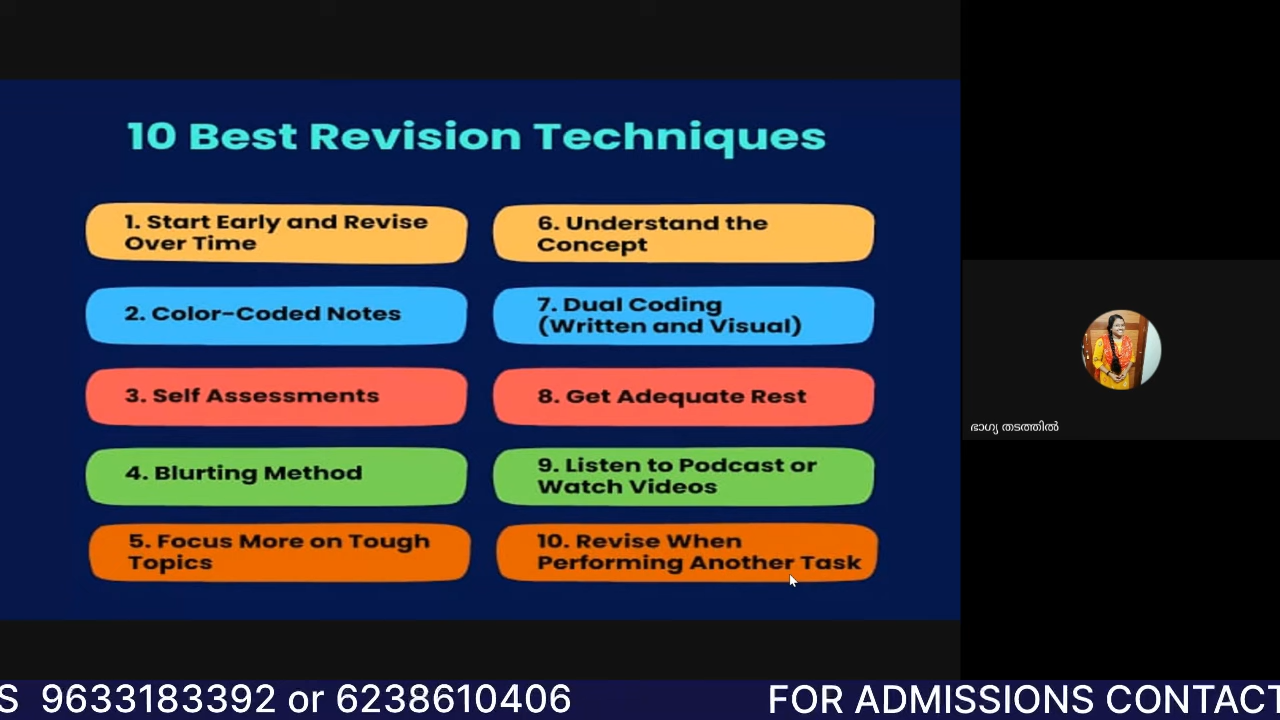 10 Best Revision Techniques
1. Start Early and Revise
Over Time
2. Color-Coded Notes
3. Self Assessments
4. Blurting Method
5. Focus More on Tough
Topics
6. Understand the
Concept
7. Dual Coding
(Written and Visual)
8. Get Adequate Rest
9. Listen to Podcast or
Watch Videos
10. Revise When
Performing Another Task
ഭാഗ്യ തടത്തിൽ
S 9633183392 or 6238610406 FOR ADMISSIONS CONTACT